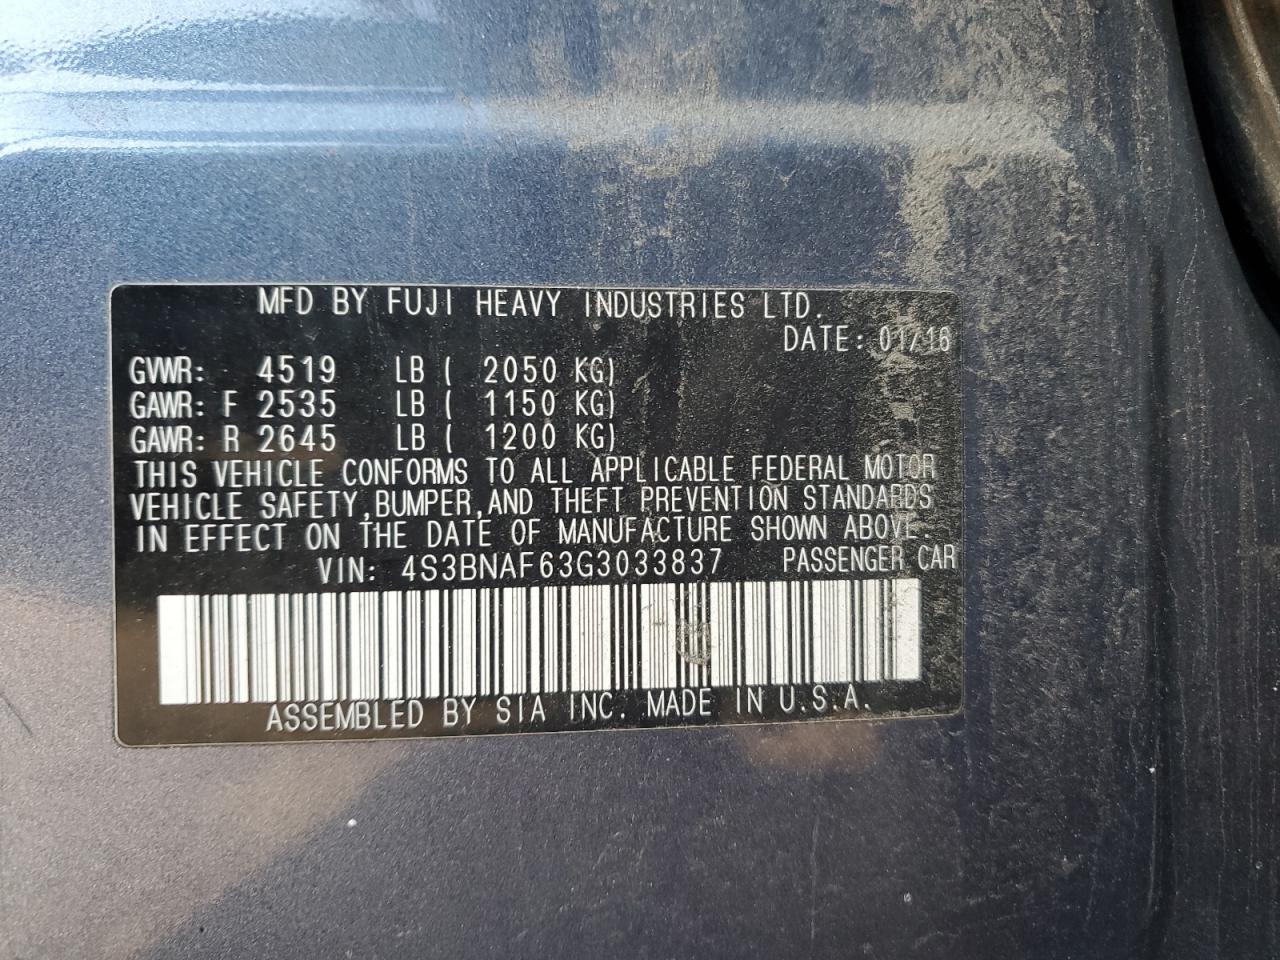 MFD BY FUJI HEAVY INDUSTRIES LTD.
DATE: 01/16
GVWR: 4519 LB ( 2050 KG)
GAWR: F 2535 LB ( 1150 KG)
GAWR: R 2645 LB ( 1200 KG)
THIS VEHICLE CONFORMS TO ALL APPLICABLE FEDERAL MOTOR
VEHICLE SAFETY,BUMPER,AND THEFT PREVENTION STANDARDS
IN EFFECT ON THE DATE OF MANUFACTURE SHOWN ABOVE.
VIN: 4S3BNAF63G3033837 PASSENGER CAR
ASSEMBLED BY SIA INC. MADE IN U.S.A.